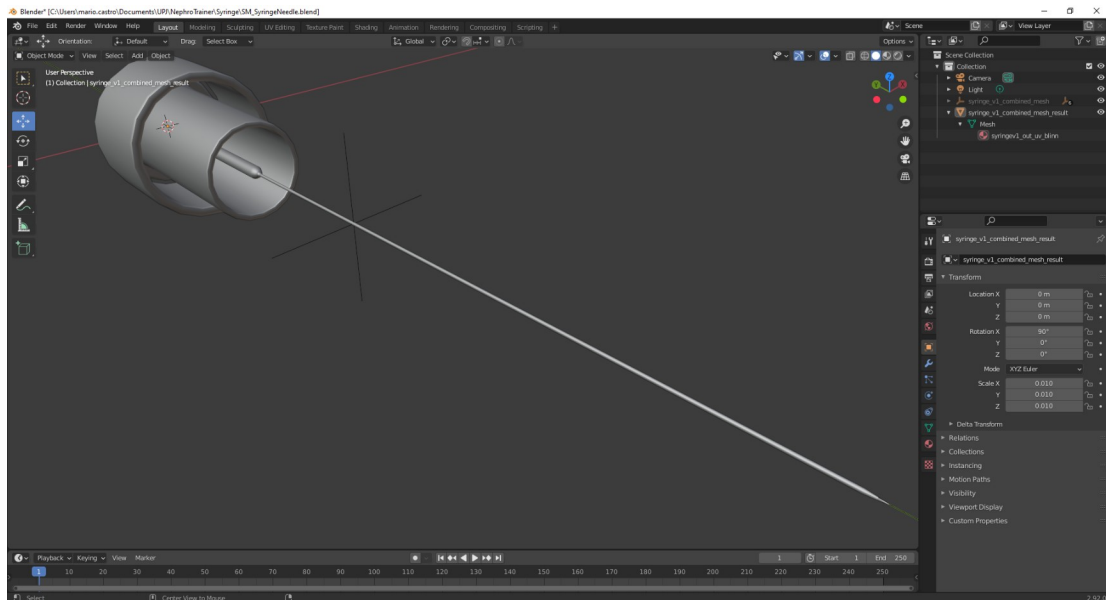 Blender* [C:\Users\mario.castro\Documents\UPJ\NephroTrainer\Syringe\SM_SyringeNeedle.blend]
File Edit Render Window Help Layout Modeling Sculpting UV Editing Texture Paint Shading Animation Rendering Compositing Scripting + Scene View Layer
Orientation: Default Drag: Select Box Global Options
Object Mode View Select Add Object
User Perspective
(1) Collection | syringe_v1_combined_mesh_result
Z
Y
X
Scene Collection
Collection
Camera
Light
syringe_v1_combined_mesh
syringe_v1_combined_mesh_result
Mesh
syringev1_out_uv_blinn
syringe_v1_combined_mesh_result
syringe_v1_combined_mesh_result
Transform
Location X 0 m
Y 0 m
Z 0 m
Rotation X 90°
Y 0°
Z 0°
Mode XYZ Euler
Scale X 0.010
Y 0.010
Z 0.010
Delta Transform
Relations
Collections
Instancing
Motion Paths
Visibility
Viewport Display
Custom Properties
Playback Keying View Marker 1 Start 1 End 250
1 10 20 30 40 50 60 70 80 90 100 110 120 130 140 150 160 170 180 190 200 210 220 230 240 250
Select Center View to Mouse